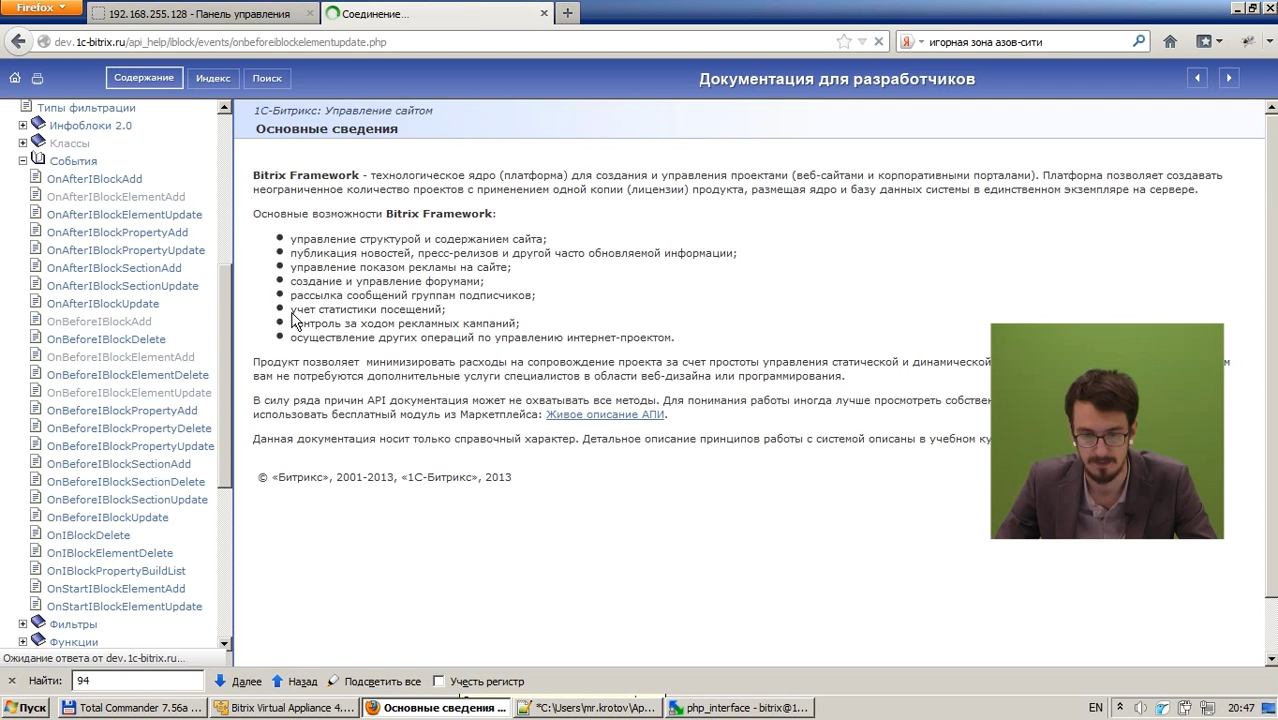 Firefox
192.168.255.128 - Панель управления
Соединение...
dev.1c-bitrix.ru/api_help/iblock/events/onbeforeiblockelementupdate.php
игорная зона азов-сити
Содержание
Индекс
Поиск
Документация для разработчиков
Типы фильтрации
Инфоблоки 2.0
Классы
События
OnAfterIBlockAdd
OnAfterIBlockElementAdd
OnAfterIBlockElementUpdate
OnAfterIBlockPropertyAdd
OnAfterIBlockPropertyUpdate
OnAfterIBlockSectionAdd
OnAfterIBlockSectionUpdate
OnAfterIBlockUpdate
OnBeforeIBlockAdd
OnBeforeIBlockDelete
OnBeforeIBlockElementAdd
OnBeforeIBlockElementDelete
OnBeforeIBlockElementUpdate
OnBeforeIBlockPropertyAdd
OnBeforeIBlockPropertyDelete
OnBeforeIBlockPropertyUpdate
OnBeforeIBlockSectionAdd
OnBeforeIBlockSectionDelete
OnBeforeIBlockSectionUpdate
OnBeforeIBlockUpdate
OnIBlockDelete
OnIBlockElementDelete
OnIBlockPropertyBuildList
OnStartIBlockElementAdd
OnStartIBlockElementUpdate
Фильтры
Функции
1С-Битрикс: Управление сайтом
Основные сведения
Bitrix Framework - технологическое ядро (платформа) для создания и управления проектами (веб-сайтами и корпоративными порталами). Платформа позволяет создавать
неограниченное количество проектов с применением одной копии (лицензии) продукта, размещая ядро и базу данных системы в единственном экземпляре на сервере.
Основные возможности Bitrix Framework:
управление структурой и содержанием сайта;
публикация новостей, пресс-релизов и другой часто обновляемой информации;
управление показом рекламы на сайте;
создание и управление форумами;
рассылка сообщений группам подписчиков;
учет статистики посещений;
контроль за ходом рекламных кампаний;
осуществление других операций по управлению интернет-проектом.
Продукт позволяет минимизировать расходы на сопровождение проекта за счет простоты управления статической и динамической
вам не потребуются дополнительные услуги специалистов в области веб-дизайна или программирования.
В силу ряда причин API документация может не охватывать все методы. Для понимания работы иногда лучше просмотреть
использовать бесплатный модуль из Маркетплейса: Живое описание АПИ.
Данная документация носит только справочный характер. Детальное описание принципов работы с системой описаны в учебном
© «Битрикс», 2001-2013, «1С-Битрикс», 2013
Ожидание ответа от dev.1c-bitrix.ru...
Найти: 94 Далее Назад Подсветить все Учесть регистр
Пуск
Total Commander 7.56a ...
Bitrix Virtual Appliance 4....
Основные сведения ...
*C:\Users\mr.krotov\Ap...
php_interface - bitrix@1...
EN
20:47